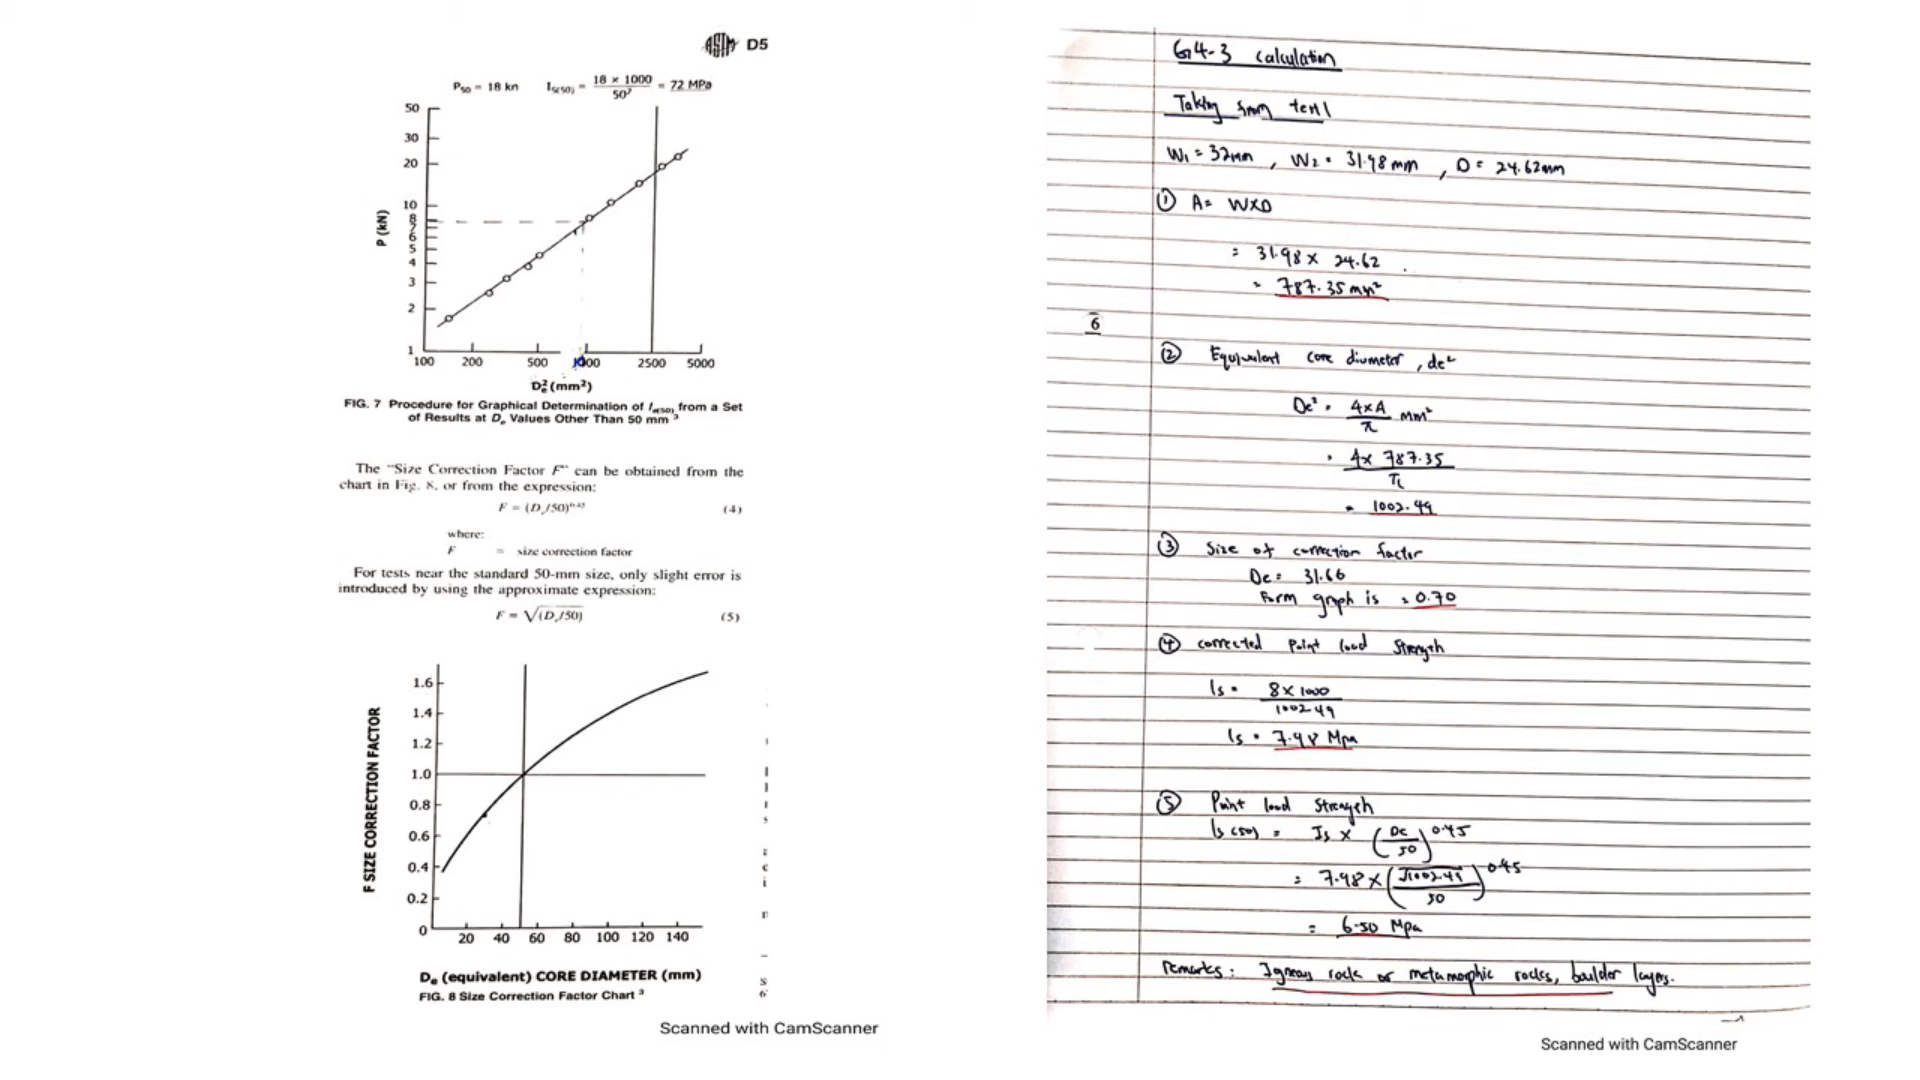 ASTM D5
P50 = 18 kn Is(50) = 18 × 1000 / 50² = 72 MPa
50
30
20
10
8
7
6
5
4
3
2
1
P (kN)
100 200 500 1000 2500 5000
De² (mm²)
FIG. 7 Procedure for Graphical Determination of Is(50) from a Set
of Results at De Values Other Than 50 mm ³
The "Size Correction Factor F" can be obtained from the
chart in Fig. 8, or from the expression:
F = (De/50)^0.45 (4)
where:
F = size correction factor
For tests near the standard 50-mm size, only slight error is
introduced by using the approximate expression:
F = √(De/50) (5)
1.6
1.4
1.2
1.0
0.8
0.6
0.4
0.2
0
F SIZE CORRECTION FACTOR
20 40 60 80 100 120 140
De (equivalent) CORE DIAMETER (mm)
FIG. 8 Size Correction Factor Chart ³
Scanned with CamScanner
G4-3 calculation
Taking from test 1
W1 = 32mm , W2 = 31.98 mm , D = 24.62mm
① A = W×D
= 31.98 × 24.62
= 787.35 mm²
6
② Equivalent core diameter , de²
De² = 4×A / π mm²
= 4× 787.35 / π
= 1002.49
③ Size of correction factor
De = 31.66
Form graph is = 0.70
④ corrected Point load Strength
Is = 8 × 1000 / 1002.49
Is = 7.98 Mpa
⑤ Point load Strength
Is (50) = Is × (De / 50)^0.45
= 7.98 × (√1002.49 / 50)^0.45
= 6.50 Mpa
remarks : Igneous rock or metamorphic rocks, boulder layers.
Scanned with CamScanner